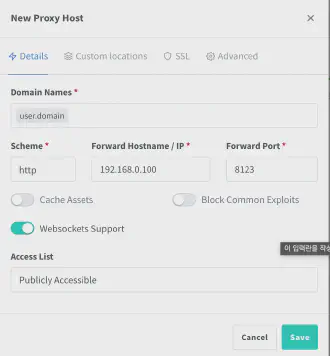 New Proxy Host
Details Custom locations SSL Advanced
Domain Names *
user.domain
Scheme * Forward Hostname / IP * Forward Port *
http 192.168.0.100 8123
Cache Assets Block Common Exploits
Websockets Support
이 입력란을 작성
Access List
Publicly Accessible
Cancel Save